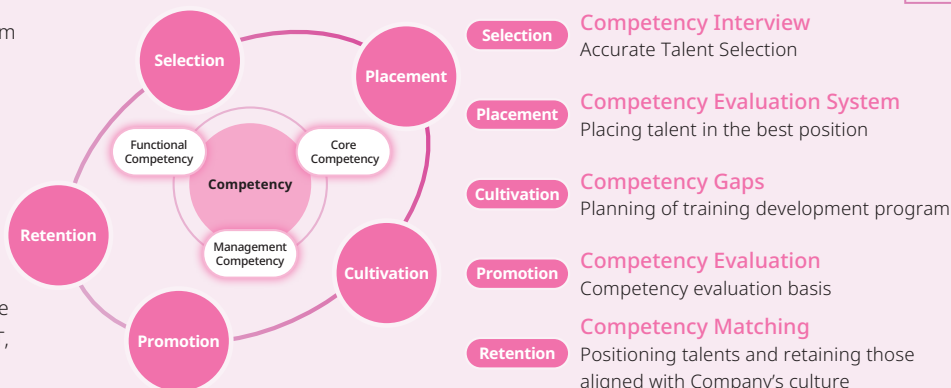 m
e
,
Selection
Placement
Functional
Competency
Core
Competency
Competency
Management
Competency
Retention
Cultivation
Promotion
Selection
Competency Interview
Accurate Talent Selection
Placement
Competency Evaluation System
Placing talent in the best position
Cultivation
Competency Gaps
Planning of training development program
Promotion
Competency Evaluation
Competency evaluation basis
Retention
Competency Matching
Positioning talents and retaining those
aligned with Company's culture